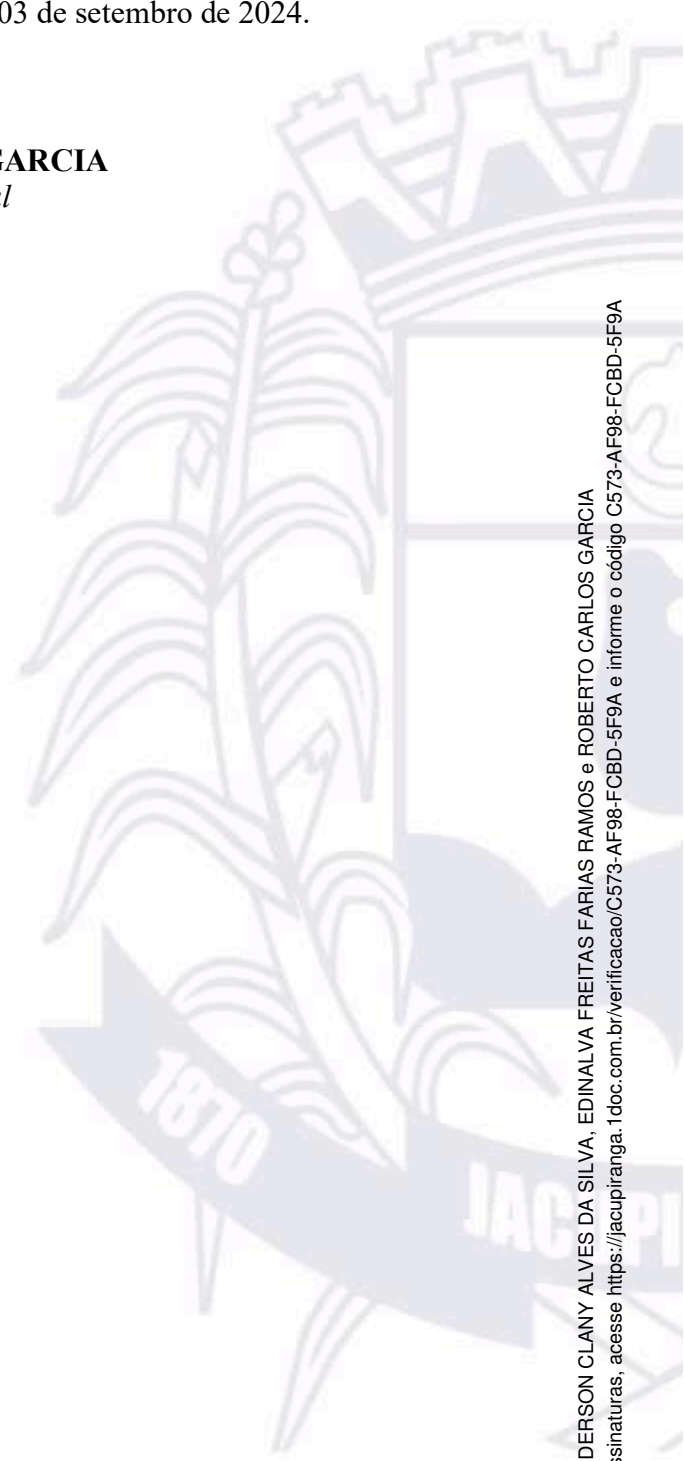 03 de setembro de 2024.
GARCIA
1870
DERSON CLANY ALVES DA SILVA, EDINALVA FREITAS FARIAS RAMOS e ROBERTO CARLOS GARCIA
ssinaturas, acesse https://jacupiranga.1doc.com.br/verificacao/C573-AF98-FCBD-5F9A e informe o código C573-AF98-FCBD-5F9A